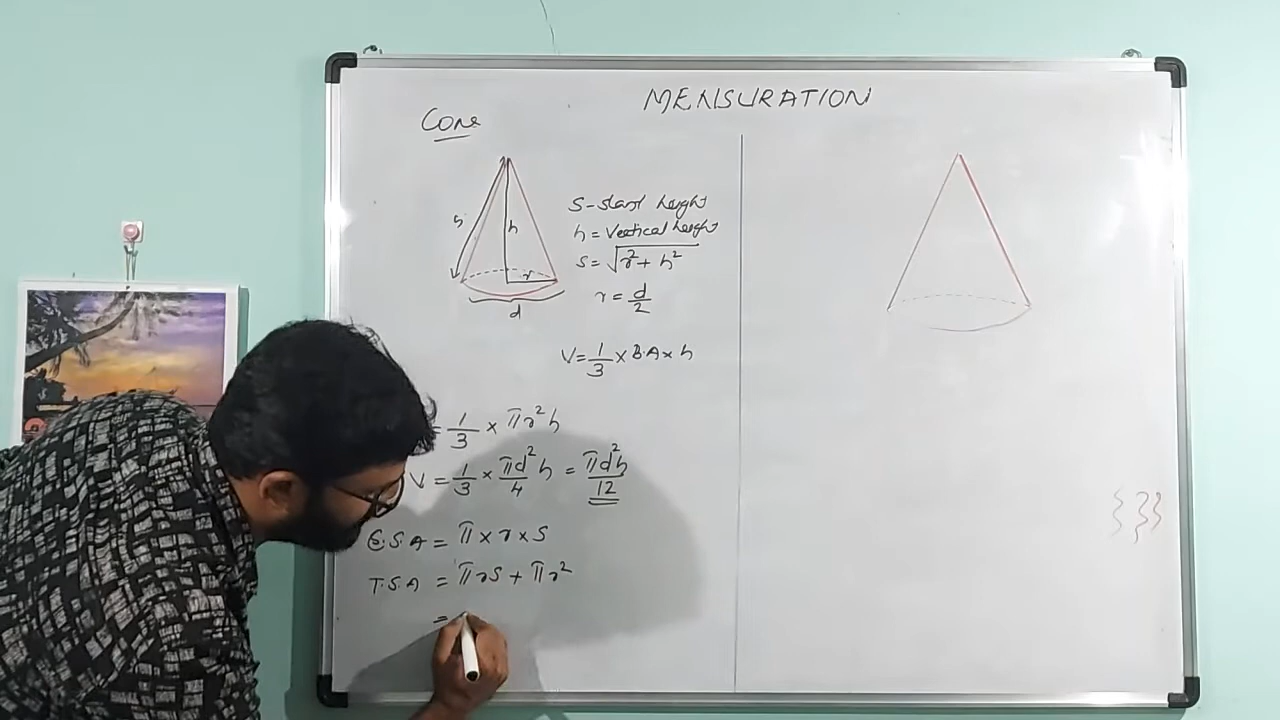 MENSURATION
Cone
S
h
r
d
S-slant height
h = Vertical height
S = √r²+h²
r = d/2
V = 1/3 × B.A × h
= 1/3 × πr²h
V = 1/3 × πd²/4 h = πd²h/12
C.S.A = π × r × S
T.S.A = πrS + πr²
=